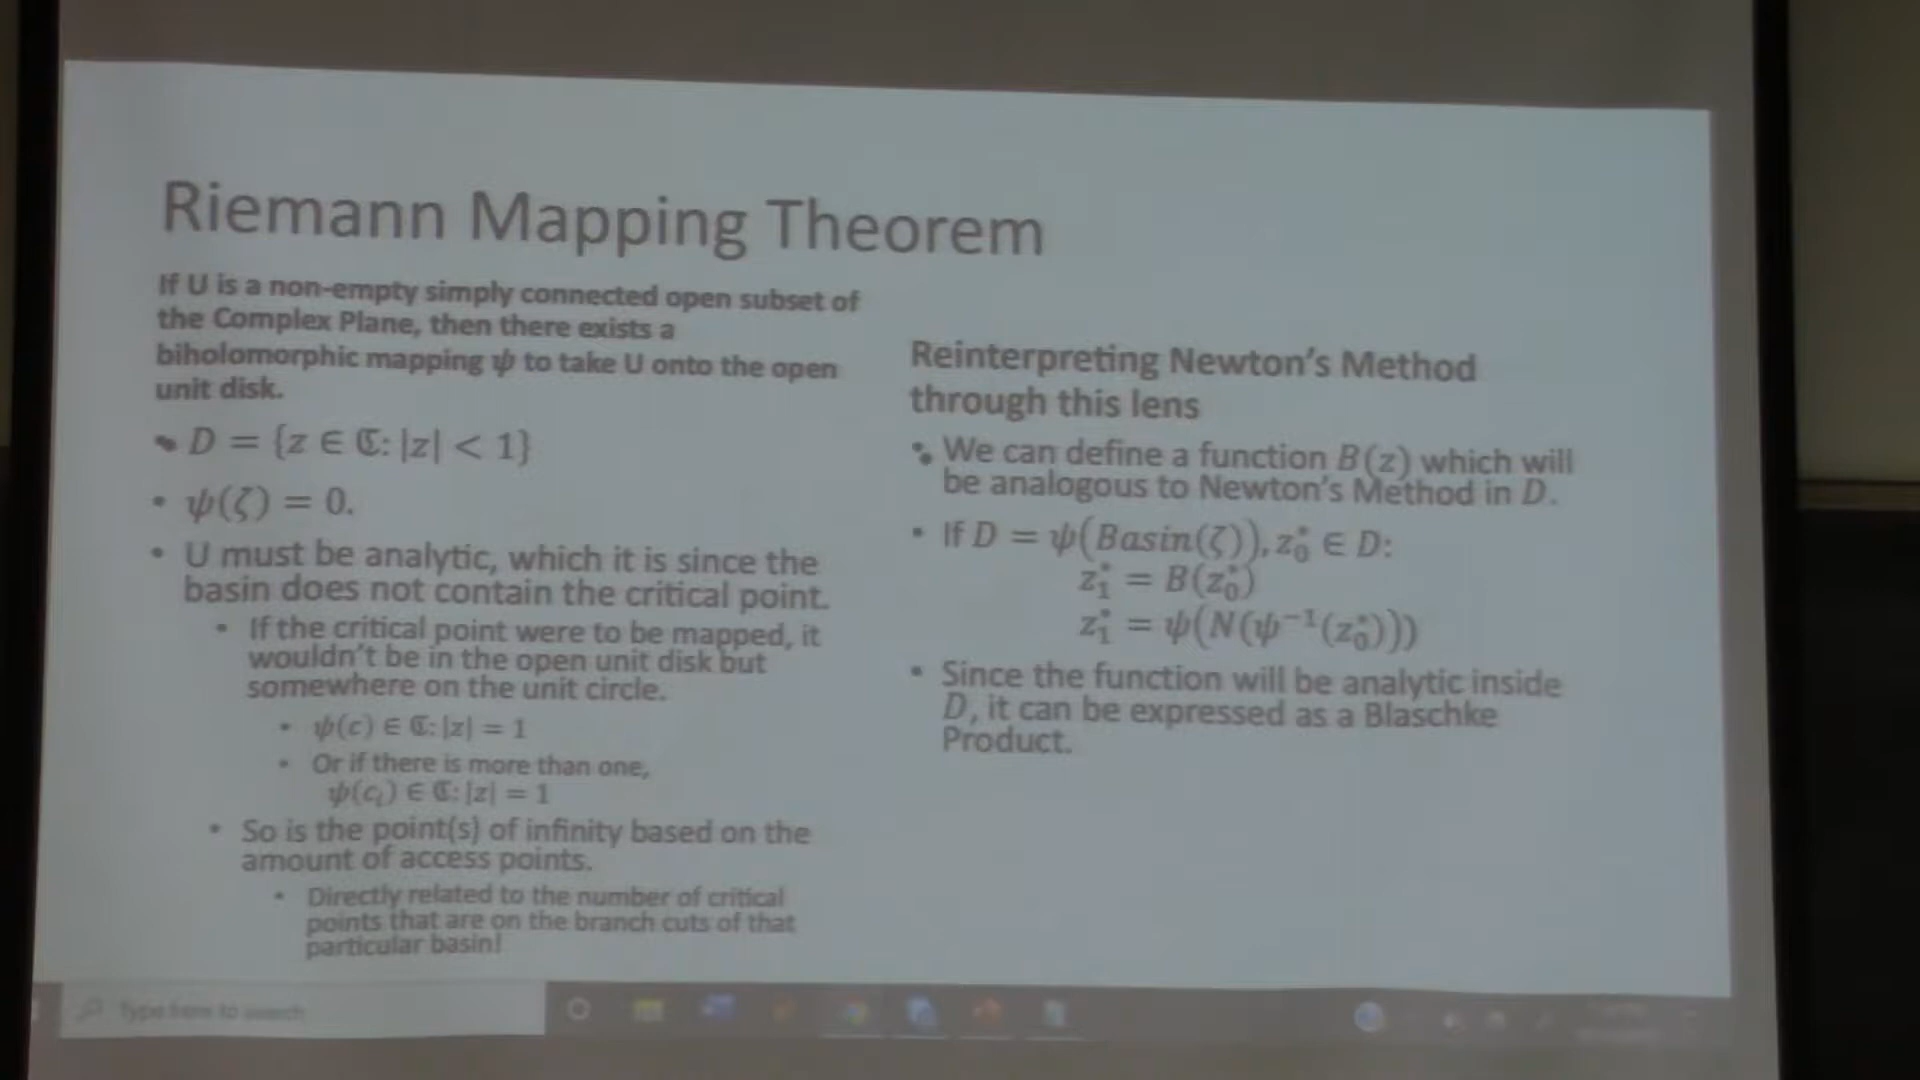 Riemann Mapping Theorem
If U is a non-empty simply connected open subset of
the Complex Plane, then there exists a
biholomorphic mapping ψ to take U onto the open
unit disk.
• D = {z ∈ ℂ: |z| < 1}
• ψ(ζ) = 0.
• U must be analytic, which it is since the
basin does not contain the critical point.
• If the critical point were to be mapped, it
wouldn't be in the open unit disk but
somewhere on the unit circle.
• ψ(c) ∈ ℂ: |z| = 1
• Or if there is more than one,
ψ(cᵢ) ∈ ℂ: |z| = 1
• So is the point(s) of infinity based on the
amount of access points.
• Directly related to the number of critical
points that are on the branch cuts of that
particular basin!
Reinterpreting Newton's Method
through this lens
• We can define a function B(z) which will
be analogous to Newton's Method in D.
• If D = ψ(Basin(ζ)), z₀* ∈ D:
z₁* = B(z₀*)
z₁* = ψ(N(ψ⁻¹(z₀*)))
• Since the function will be analytic inside
D, it can be expressed as a Blaschke
Product.
Type here to search